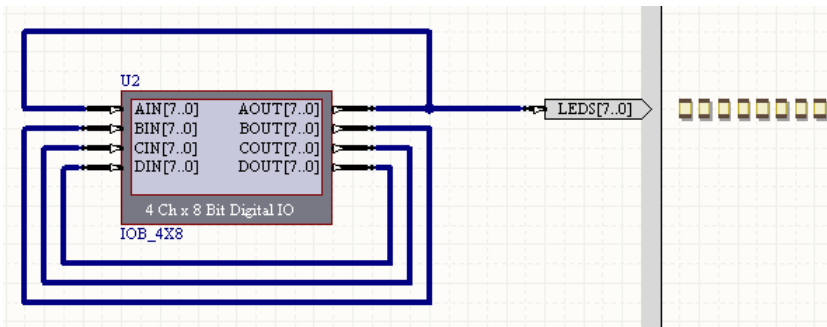 U2
AIN[7..0] AOUT[7..0]
BIN[7..0] BOUT[7..0]
CIN[7..0] COUT[7..0]
DIN[7..0] DOUT[7..0]
4 Ch x 8 Bit Digital IO
IOB_4X8
LEDS[7..0]